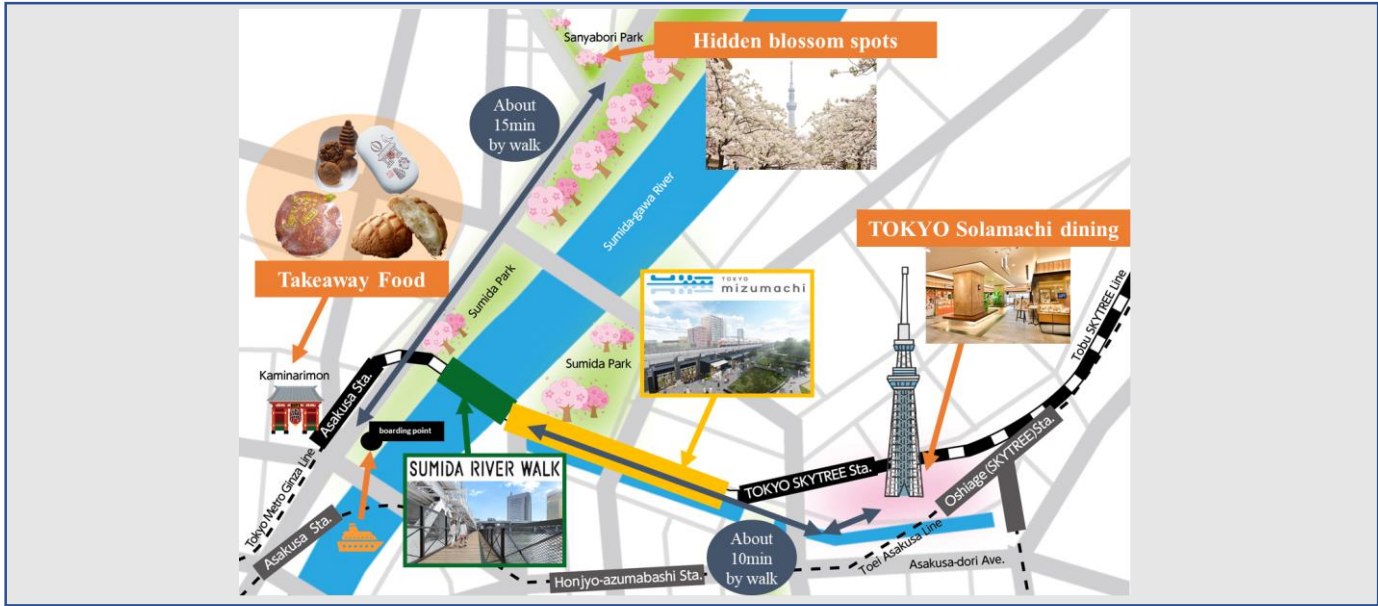 Sanyabori Park
Hidden blossom spots
About
15min
by walk
Sumida-gawa River
TOKYO Solamachi dining
Takeaway Food
Sumida Park
TOKYO
mizumachi
Sumida Park
Tobu SKYTREE Line
Kaminarimon
Asakusa Sta.
boarding point
SUMIDA RIVER WALK
TOKYO SKYTREE Sta.
Oshiage (SKYTREE)Sta.
Tokyo Metro Ginza Line
Asakusa Sta.
About
10min
by walk
Toei Asakusa Line
Asakusa-dori Ave.
Honjyo-azumabashi Sta.